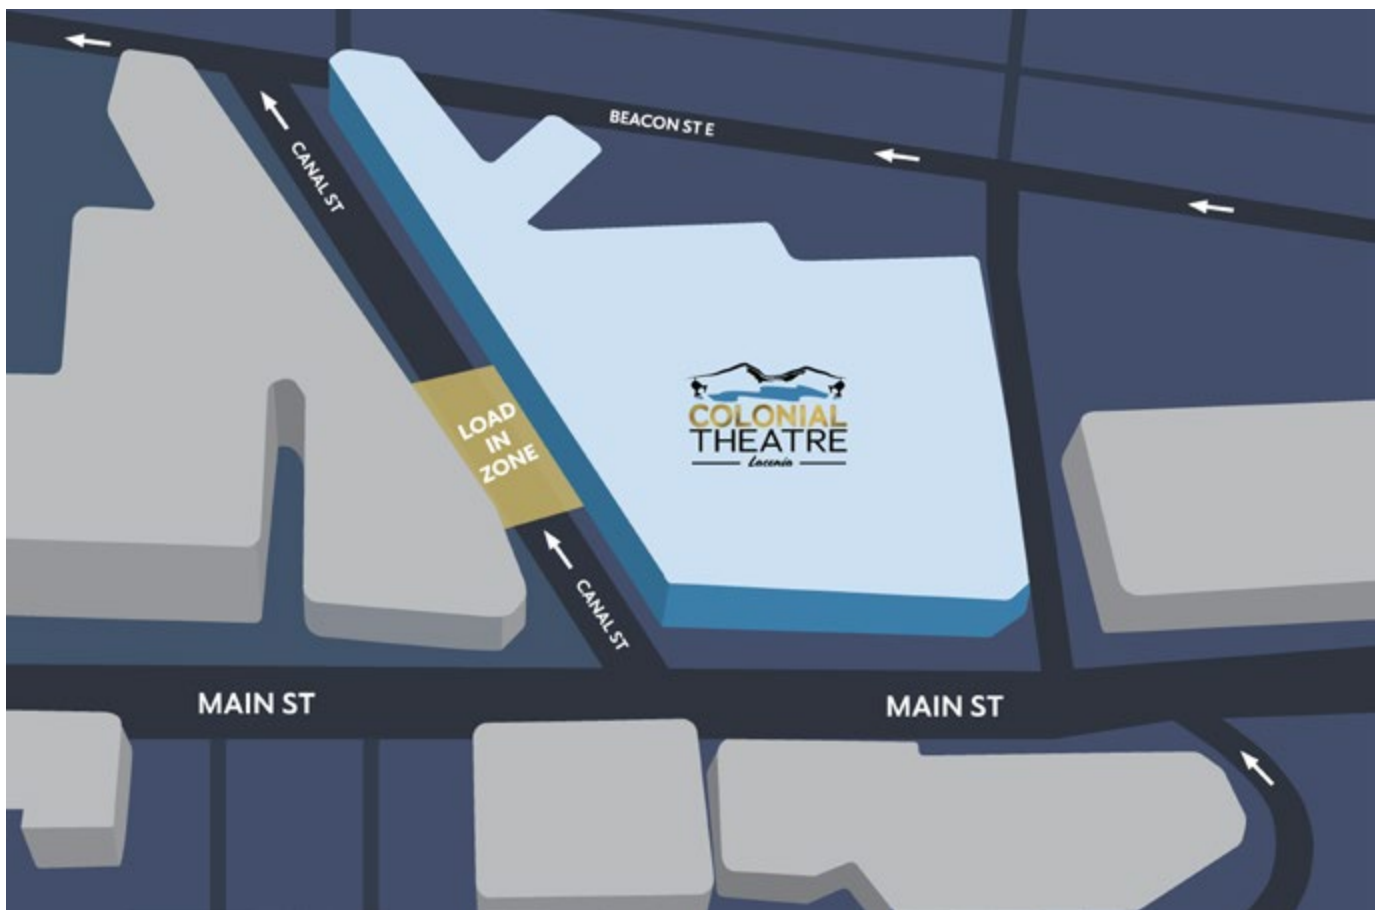 BEACON ST E
CANAL ST
LOAD
IN
ZONE
COLONIAL
THEATRE
Laconia
CANAL ST
MAIN ST
MAIN ST